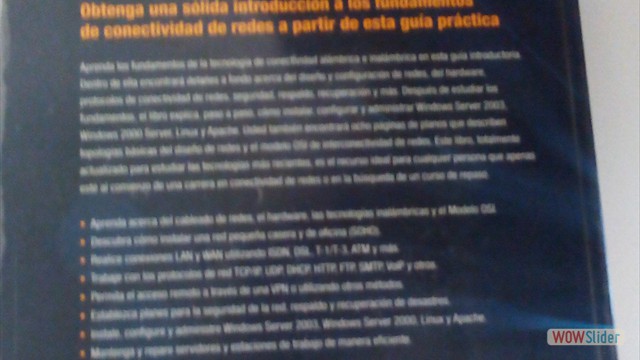 Obtenga una sólida introducción a los fundamentos
de conectividad de redes a partir de esta guía práctica
Aprenda los fundamentos de la tecnología de conectividad alámbrica e inalámbrica en esta guía introductoria.
Dentro de ella encontrará detalles a fondo acerca del diseño y configuración de redes, del hardware,
protocolos de conectividad de redes, seguridad, respaldo, recuperación y más. Después de estudiar los
fundamentos, el libro explica, paso a paso, cómo instalar, configurar y administrar Windows Server 2003,
Windows 2000 Server, Linux y Apache. Usted también encontrará ocho páginas de planos que describen
topologías básicas del diseño de redes y el modelo OSI de interconectividad de redes. Este libro, totalmente
actualizado para estudiar las tecnologías más recientes, es el recurso ideal para cualquier persona que apenas
esté al comienzo de una carrera en conectividad de redes o en la búsqueda de un curso de repaso.
Aprenda acerca del cableado de redes, el hardware, las tecnologías inalámbricas y el Modelo OSI.
Descubra cómo instalar una red pequeña casera y de oficina (SOHO).
Realice conexiones LAN y WAN utilizando ISDN, DSL, T-1/T-3, ATM y más.
Trabaje con los protocolos de red TCP/IP, UDP, DHCP, HTTP, FTP, SMTP, VoIP y otros.
Permita el acceso remoto a través de una VPN o utilizando otros métodos.
Establezca planes para la seguridad de la red, respaldo y recuperación de desastres.
Instale, configure y administre Windows Server 2003, Windows Server 2000, Linux y Apache.
Mantenga y repare servidores y estaciones de trabajo de manera eficiente.
WOWSlider